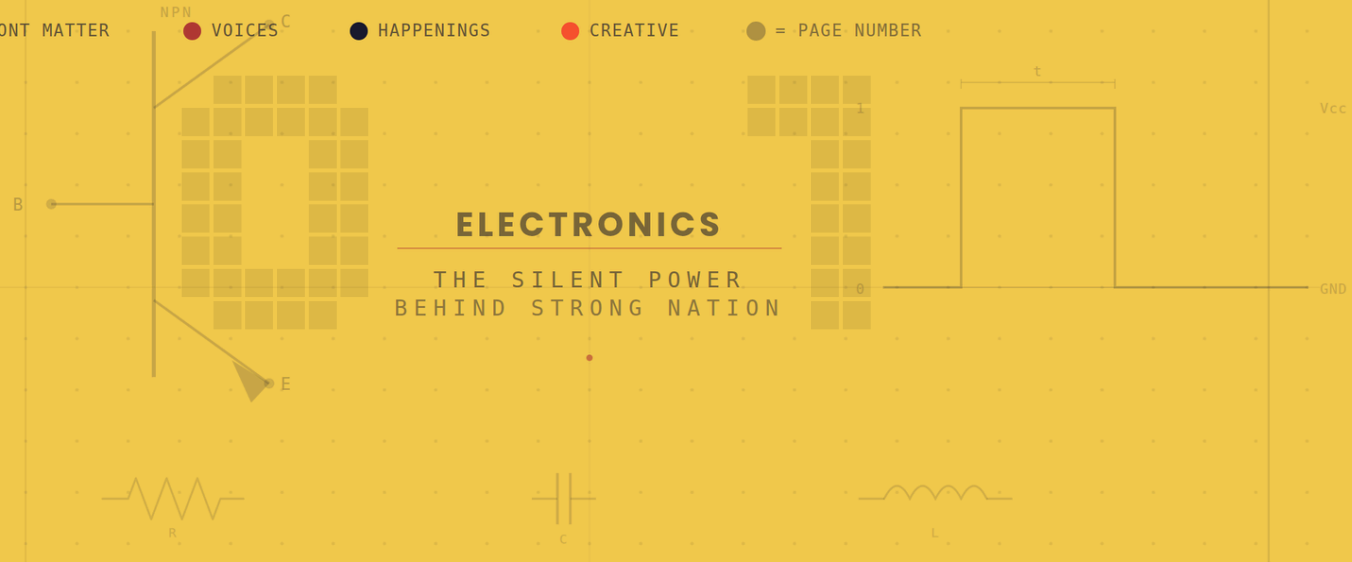 NPN
C
ONT MATTER
VOICES
HAPPENINGS
CREATIVE
= PAGE NUMBER
t
1
Vcc
B
ELECTRONICS
THE SILENT POWER
BEHIND STRONG NATION
0
GND
E
R
C
L